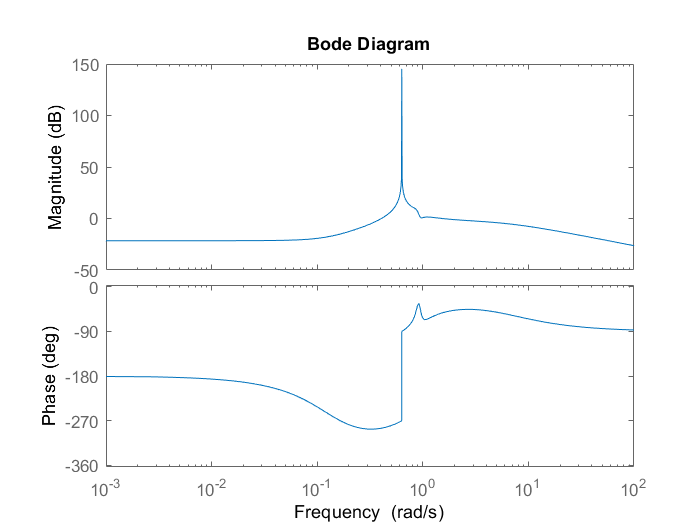 Bode Diagram
150
100
50
0
-50
Magnitude (dB)
0
-90
-180
-270
-360
Phase (deg)
10^-3 10^-2 10^-1 10^0 10^1 10^2
Frequency (rad/s)